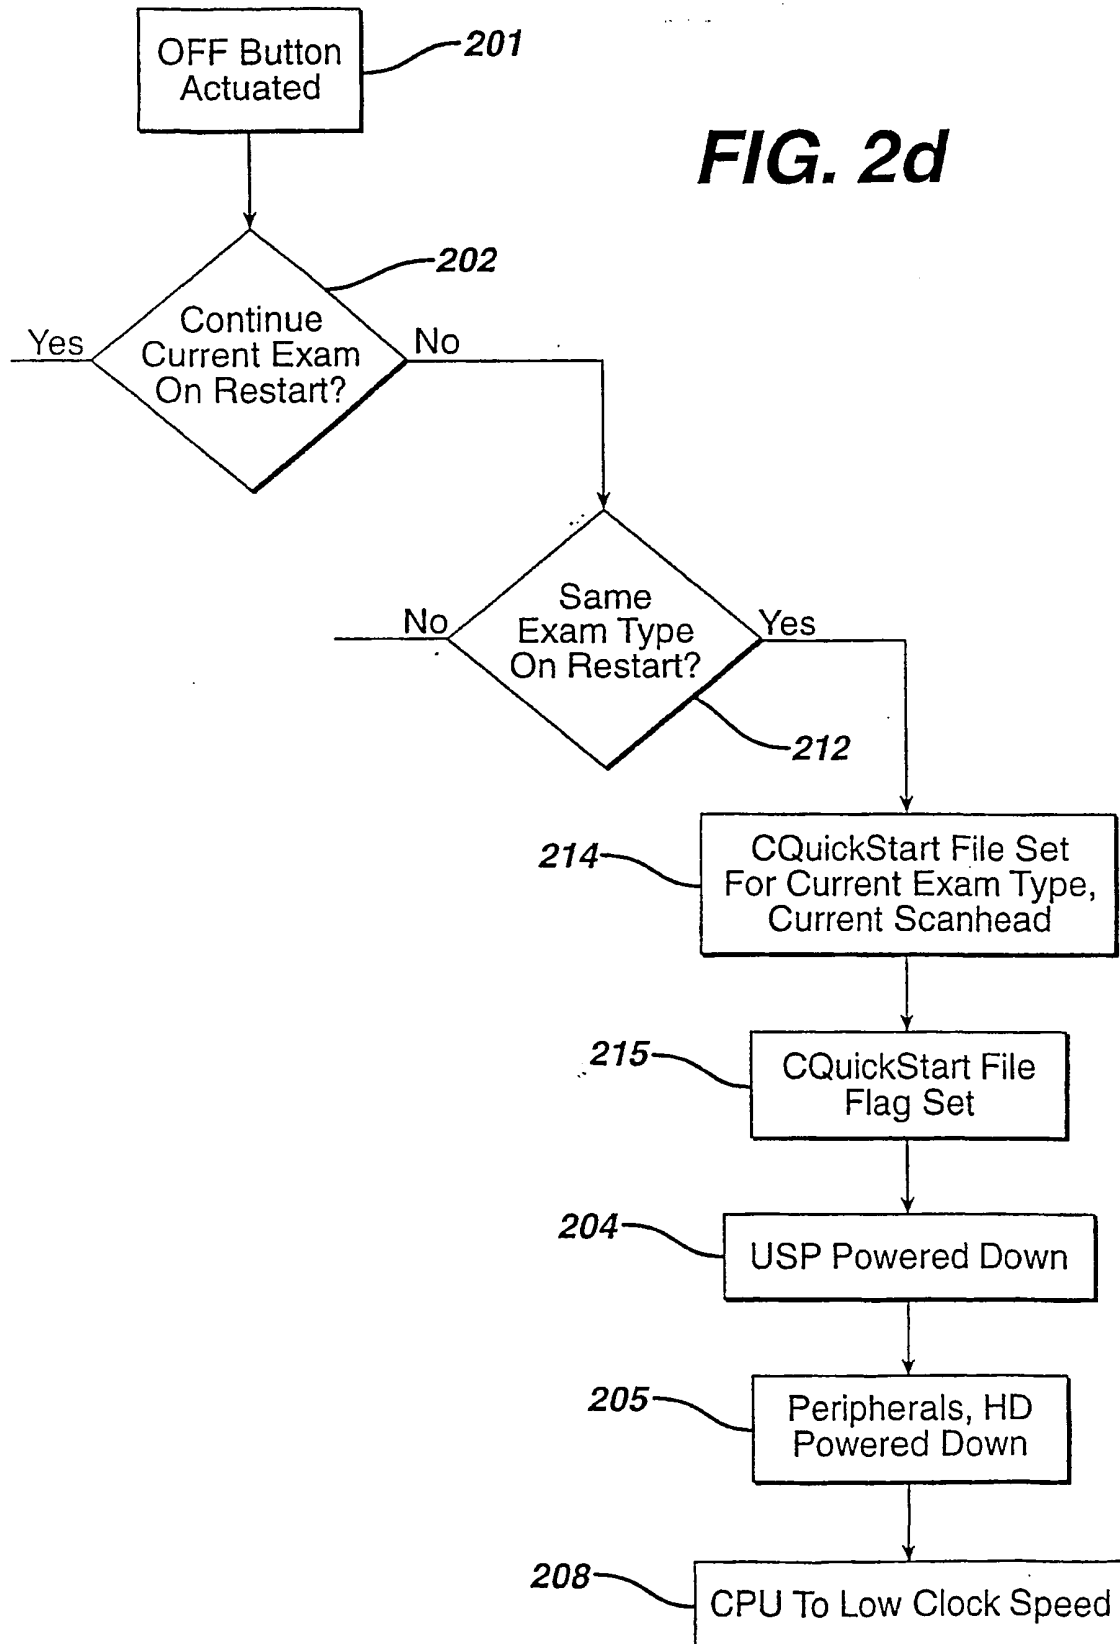 OFF Button
Actuated
201
FIG. 2d
202
Continue
Current Exam
On Restart?
Yes
No
Same
Exam Type
On Restart?
No
Yes
212
214
CQuickStart File Set
For Current Exam Type,
Current Scanhead
215
CQuickStart File
Flag Set
204
USP Powered Down
205
Peripherals, HD
Powered Down
208
CPU To Low Clock Speed